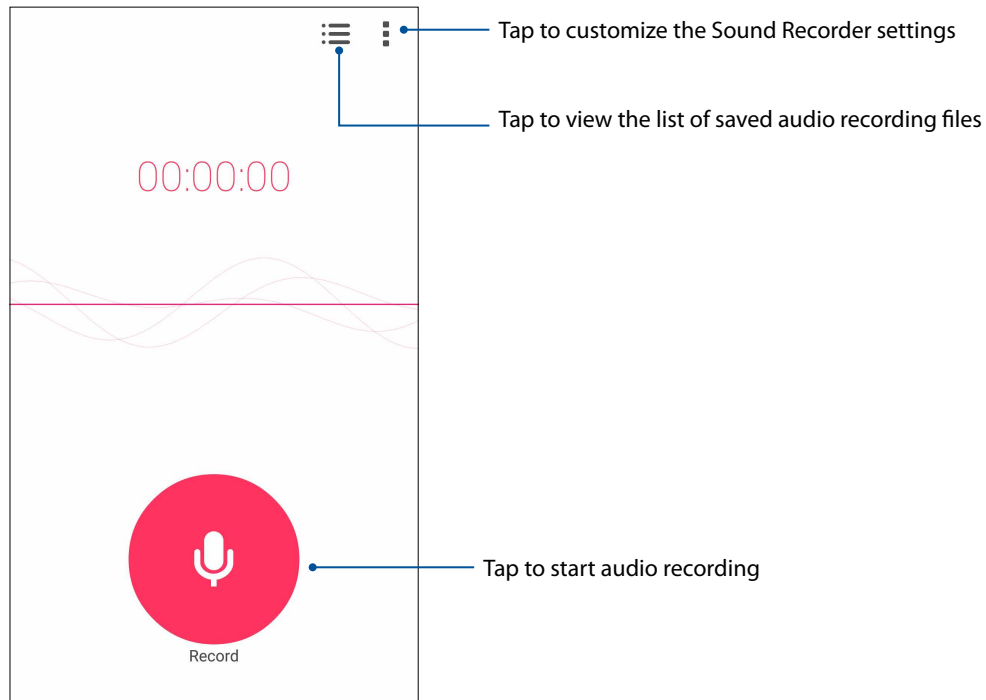 Tap to customize the Sound Recorder settings
Tap to view the list of saved audio recording files
00:00:00
Tap to start audio recording
Record